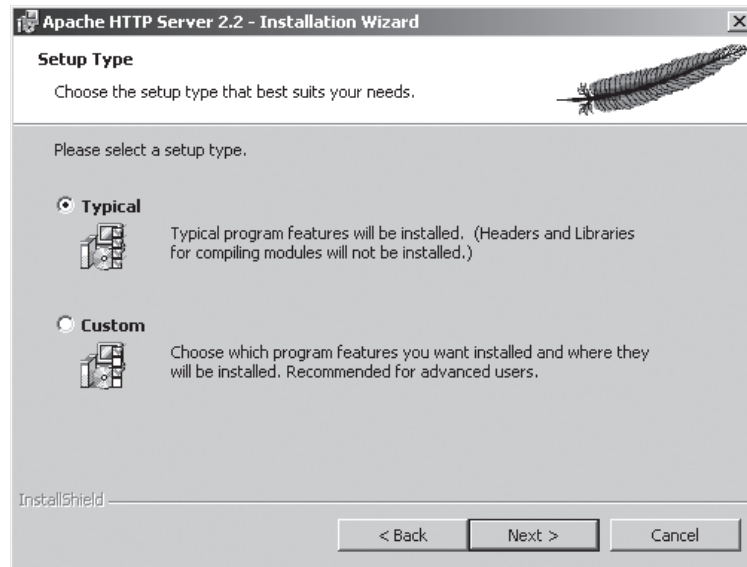 Apache HTTP Server 2.2 - Installation Wizard
Setup Type
Choose the setup type that best suits your needs.
Please select a setup type.
Typical
Typical program features will be installed. (Headers and Libraries
for compiling modules will not be installed.)
Custom
Choose which program features you want installed and where they
will be installed. Recommended for advanced users.
InstallShield
< Back
Next >
Cancel